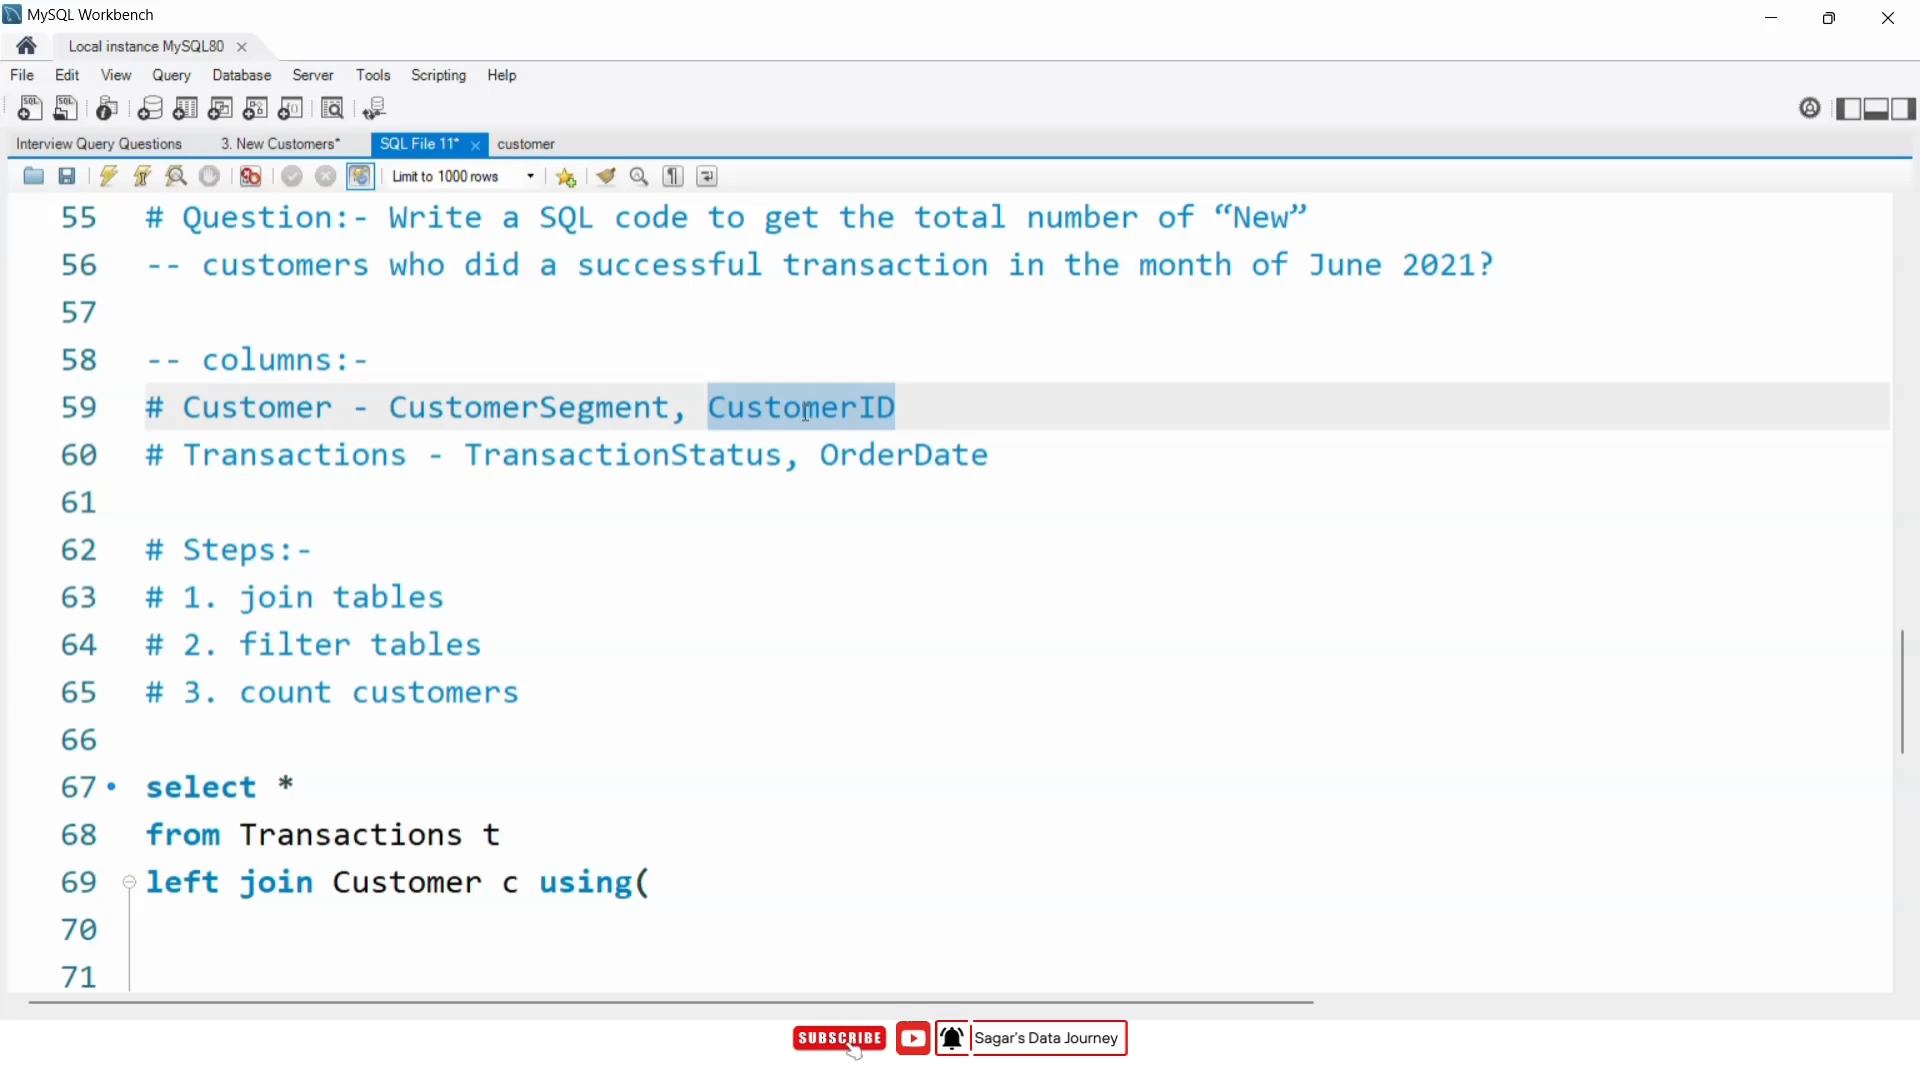 MySQL Workbench
Local instance MySQL80
File Edit View Query Database Server Tools Scripting Help
Interview Query Questions 3. New Customers* SQL File 11* customer
Limit to 1000 rows
55 # Question:- Write a SQL code to get the total number of “New”
56 -- customers who did a successful transaction in the month of June 2021?
57
58 -- columns:-
59 # Customer - CustomerSegment, CustomerID
60 # Transactions - TransactionStatus, OrderDate
61
62 # Steps:-
63 # 1. join tables
64 # 2. filter tables
65 # 3. count customers
66
67 select *
68 from Transactions t
69 left join Customer c using(
70
71
SUBSCRIBE Sagar's Data Journey